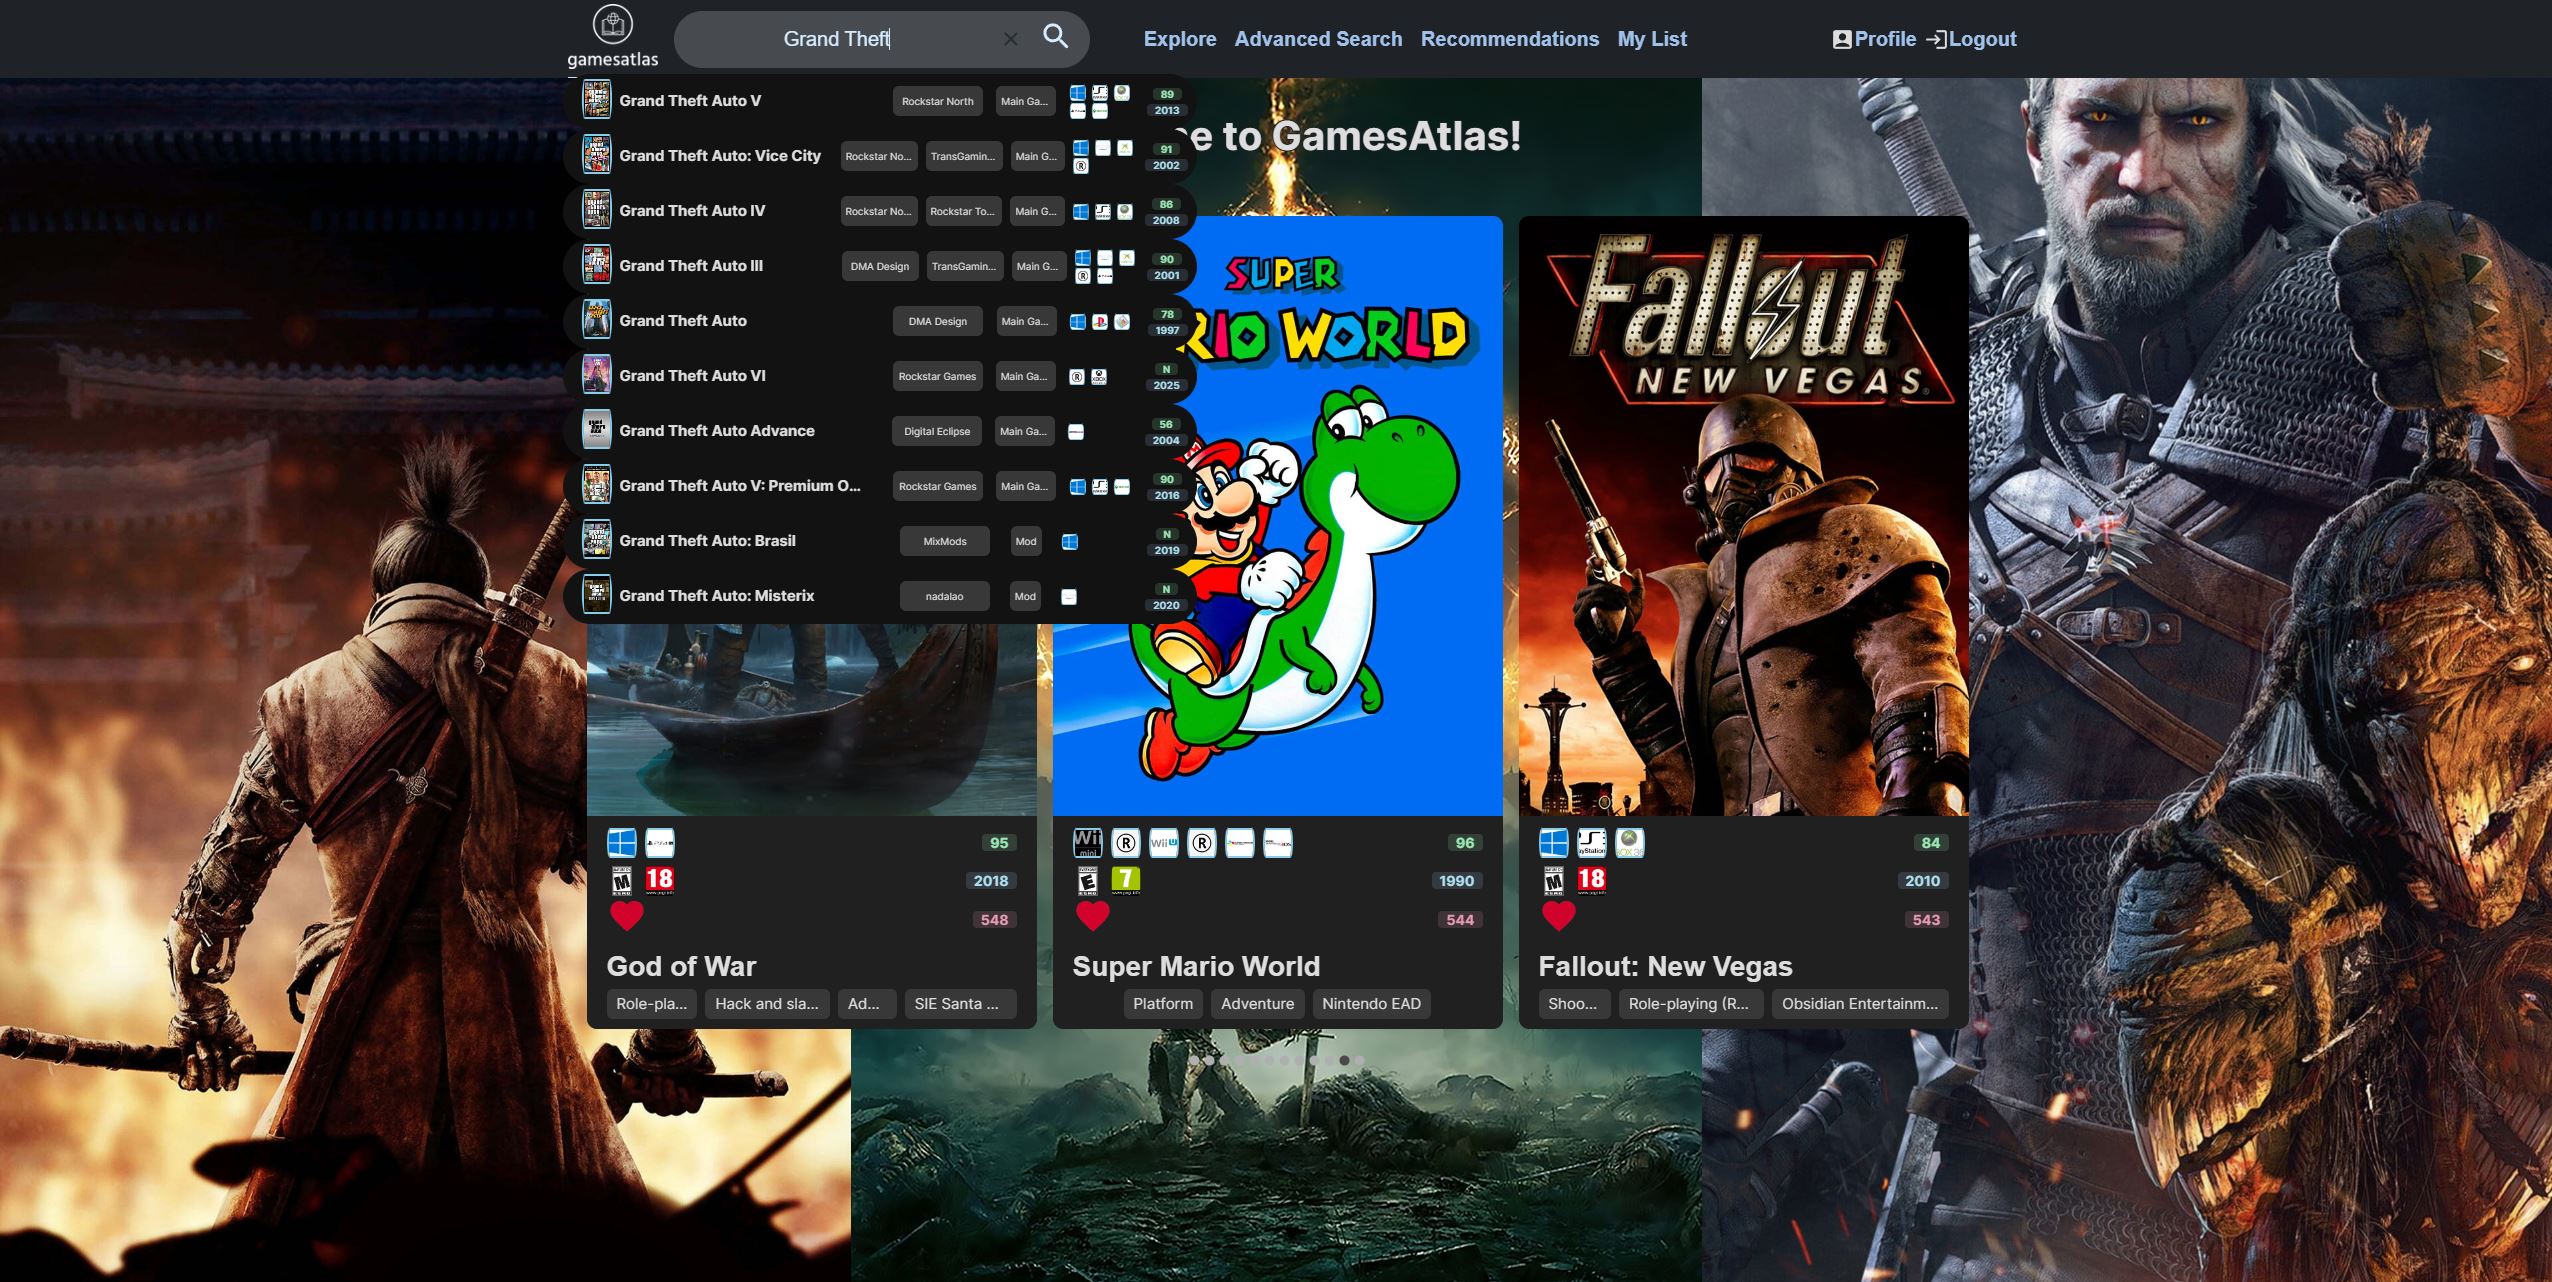 gamesatlas
Grand Theft
Explore Advanced Search Recommendations My List
Profile Logout
Grand Theft Auto V Rockstar North Main Ga... 89 2013
Grand Theft Auto: Vice City Rockstar No... TransGamin... Main G... 91 2002
Grand Theft Auto IV Rockstar No... Rockstar To... Main G... 86 2008
Grand Theft Auto III DMA Design TransGamin... Main G... 90 2001
Grand Theft Auto DMA Design Main Ga... 78 1997
Grand Theft Auto VI Rockstar Games Main Ga... N 2025
Grand Theft Auto Advance Digital Eclipse Main Ga... 56 2004
Grand Theft Auto V: Premium O... Rockstar Games Main Ga... 90 2016
Grand Theft Auto: Brasil MixMods Mod N 2019
Grand Theft Auto: Misterix nadalao Mod N 2020
e to GamesAtlas!
SUPER
RIO WORLD
Fallout
NEW VEGAS
95
M 18 2018
548
God of War
Role-pla... Hack and sla... Ad... SIE Santa ...
Wii mini WiiU 96
E 7 1990
544
Super Mario World
Platform Adventure Nintendo EAD
84
M 18 2010
543
Fallout: New Vegas
Shoo... Role-playing (R... Obsidian Entertainm...